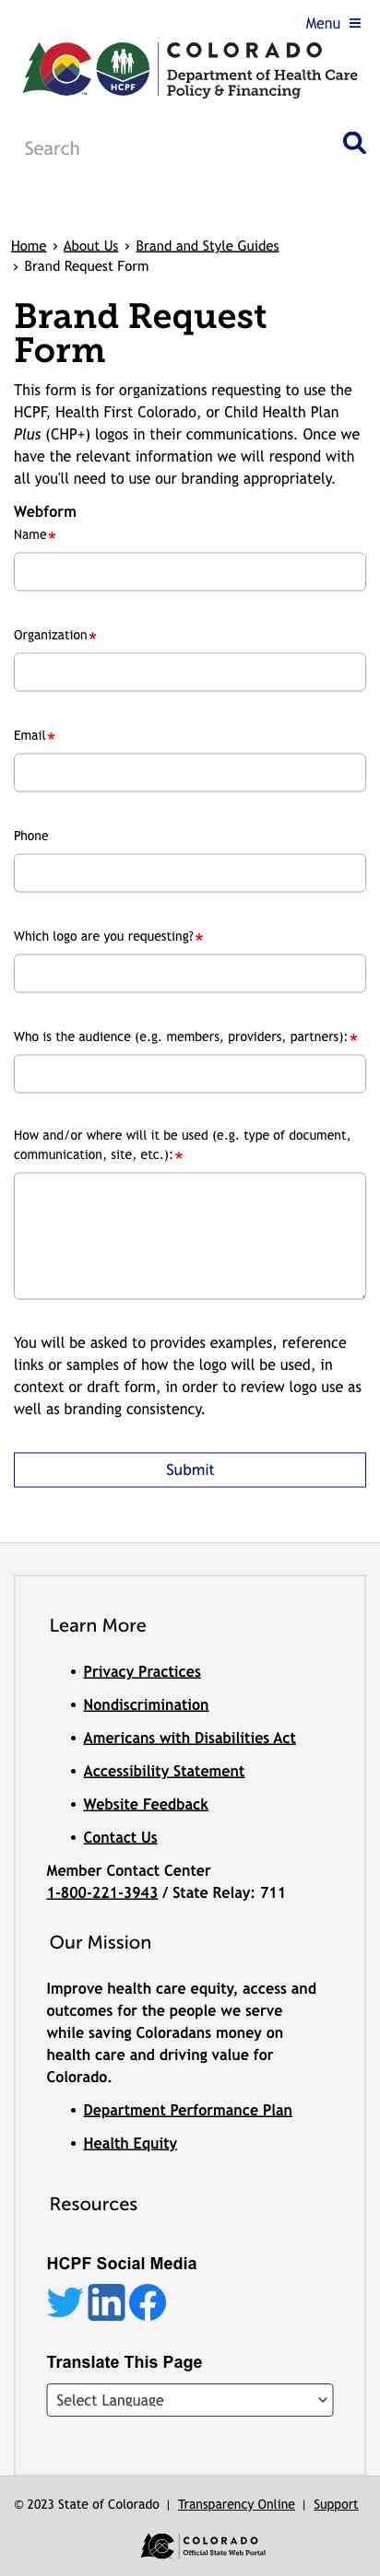 Menu
COLORADO
Department of Health Care
Policy & Financing
HCPF
TM
Search
Home › About Us › Brand and Style Guides
› Brand Request Form
Brand Request
Form
This form is for organizations requesting to use the
HCPF, Health First Colorado, or Child Health Plan
Plus (CHP+) logos in their communications. Once we
have the relevant information we will respond with
all you'll need to use our branding appropriately.
Webform
Name*
Organization*
Email*
Phone
Which logo are you requesting?*
Who is the audience (e.g. members, providers, partners):*
How and/or where will it be used (e.g. type of document,
communication, site, etc.):*
You will be asked to provides examples, reference
links or samples of how the logo will be used, in
context or draft form, in order to review logo use as
well as branding consistency.
Submit
Learn More
• Privacy Practices
• Nondiscrimination
• Americans with Disabilities Act
• Accessibility Statement
• Website Feedback
• Contact Us
Member Contact Center
1-800-221-3943 / State Relay: 711
Our Mission
Improve health care equity, access and
outcomes for the people we serve
while saving Coloradans money on
health care and driving value for
Colorado.
• Department Performance Plan
• Health Equity
Resources
HCPF Social Media
in
Translate This Page
Select Language
© 2023 State of Colorado | Transparency Online | Support
COLORADO
Official State Web Portal